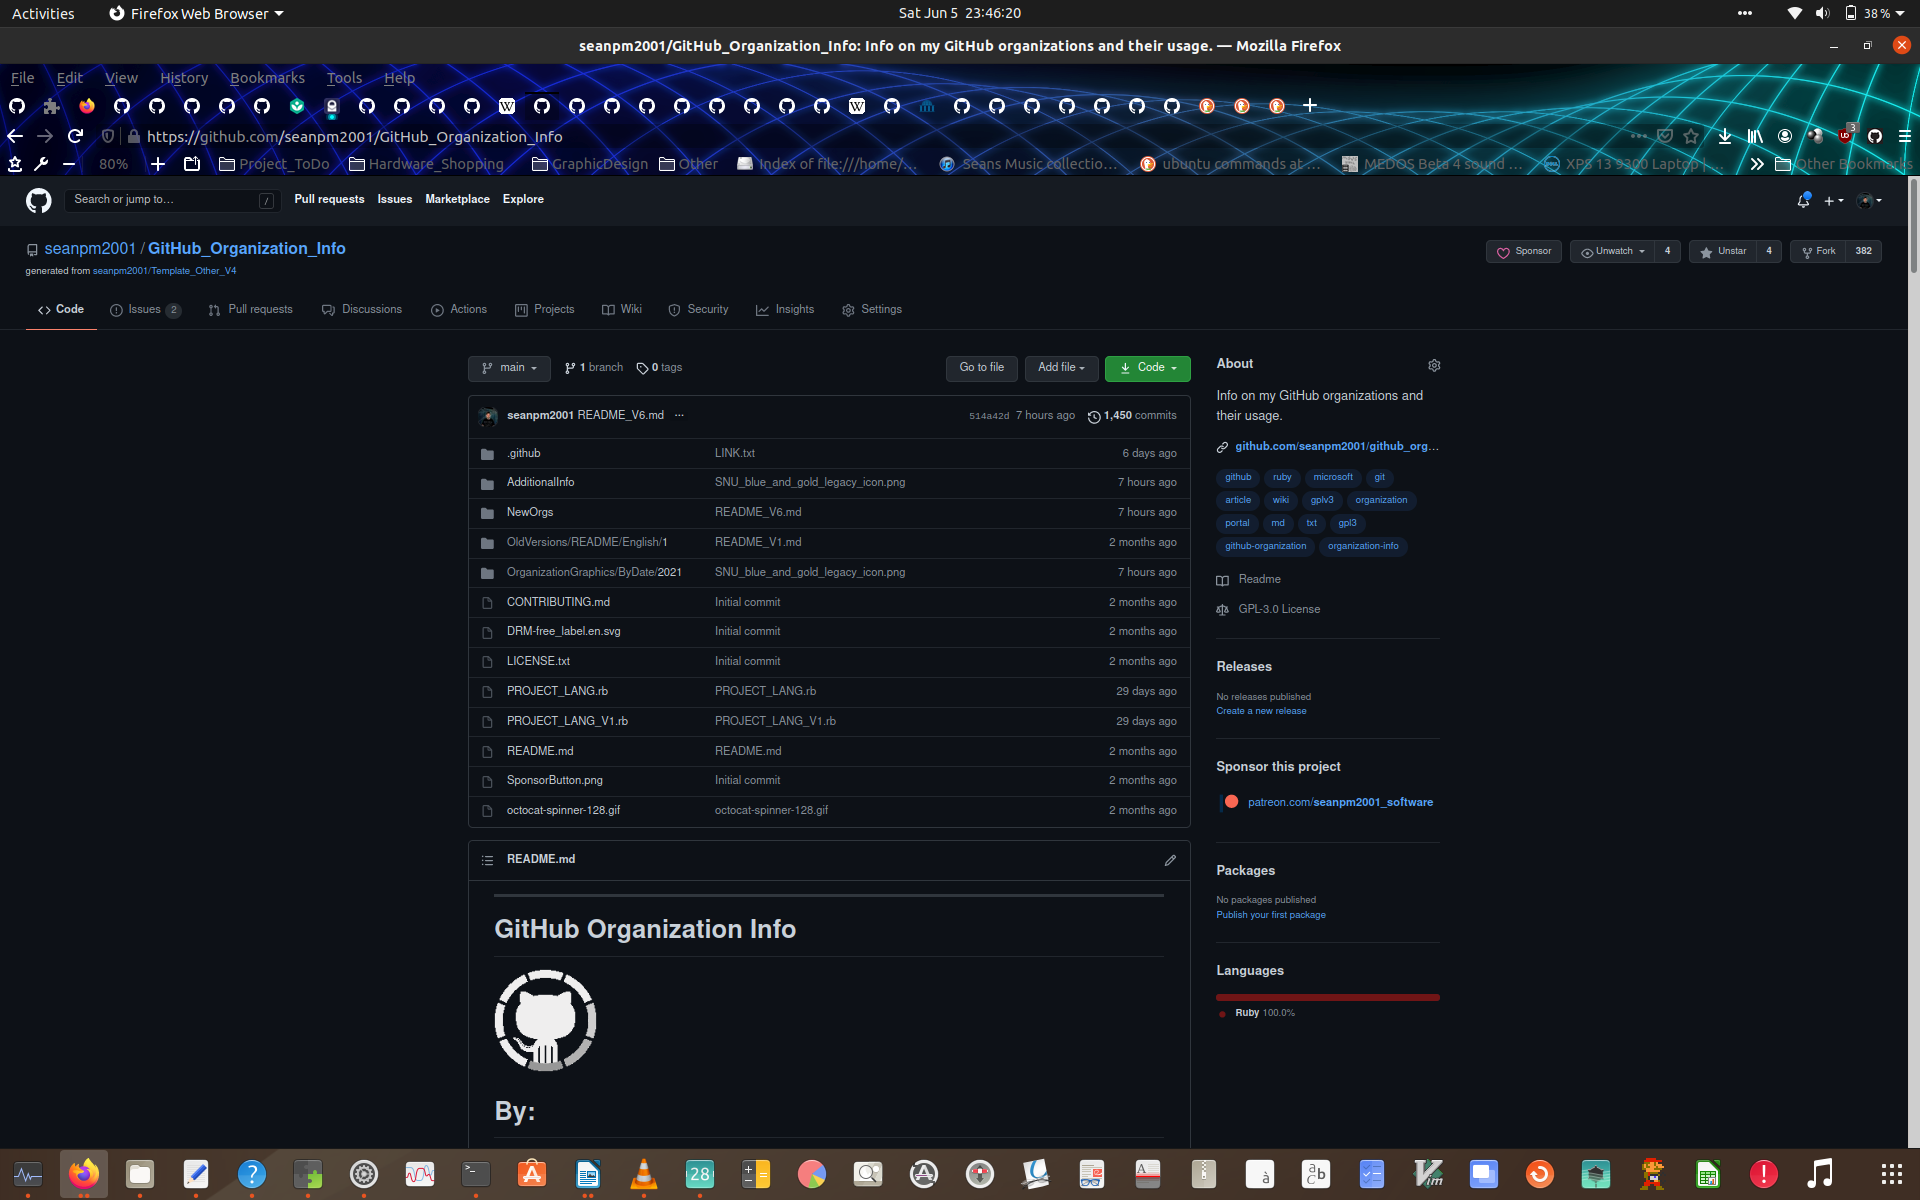 Activities Firefox Web Browser Sat Jun 5 23:46:20 38 %
seanpm2001/GitHub_Organization_Info: Info on my GitHub organizations and their usage. — Mozilla Firefox
File Edit View History Bookmarks Tools Help
https://github.com/seanpm2001/GitHub_Organization_Info 3
80% Project_ToDo Hardware_Shopping GraphicDesign Other Index of file:///home/… Seans Music collectio… ubuntu commands at … MEDOS Beta 4 sound … XPS 13 9300 Laptop | … Other Bookmarks
Search or jump to… / Pull requests Issues Marketplace Explore
seanpm2001 / GitHub_Organization_Info Sponsor Unwatch 4 Unstar 4 Fork 382
generated from seanpm2001/Template_Other_V4
Code Issues 2 Pull requests Discussions Actions Projects Wiki Security Insights Settings
main 1 branch 0 tags Go to file Add file Code
seanpm2001 README_V6.md ... 514a42d 7 hours ago 1,450 commits
.github LINK.txt 6 days ago
AdditionalInfo SNU_blue_and_gold_legacy_icon.png 7 hours ago
NewOrgs README_V6.md 7 hours ago
OldVersions/README/English/1 README_V1.md 2 months ago
OrganizationGraphics/ByDate/2021 SNU_blue_and_gold_legacy_icon.png 7 hours ago
CONTRIBUTING.md Initial commit 2 months ago
DRM-free_label.en.svg Initial commit 2 months ago
LICENSE.txt Initial commit 2 months ago
PROJECT_LANG.rb PROJECT_LANG.rb 29 days ago
PROJECT_LANG_V1.rb PROJECT_LANG_V1.rb 29 days ago
README.md README.md 2 months ago
SponsorButton.png Initial commit 2 months ago
octocat-spinner-128.gif octocat-spinner-128.gif 2 months ago
README.md
GitHub Organization Info
By:
About
Info on my GitHub organizations and
their usage.
github.com/seanpm2001/github_org…
github ruby microsoft git
article wiki gplv3 organization
portal md txt gpl3
github-organization organization-info
Readme
GPL-3.0 License
Releases
No releases published
Create a new release
Sponsor this project
patreon.com/seanpm2001_software
Packages
No packages published
Publish your first package
Languages
Ruby 100.0%
28